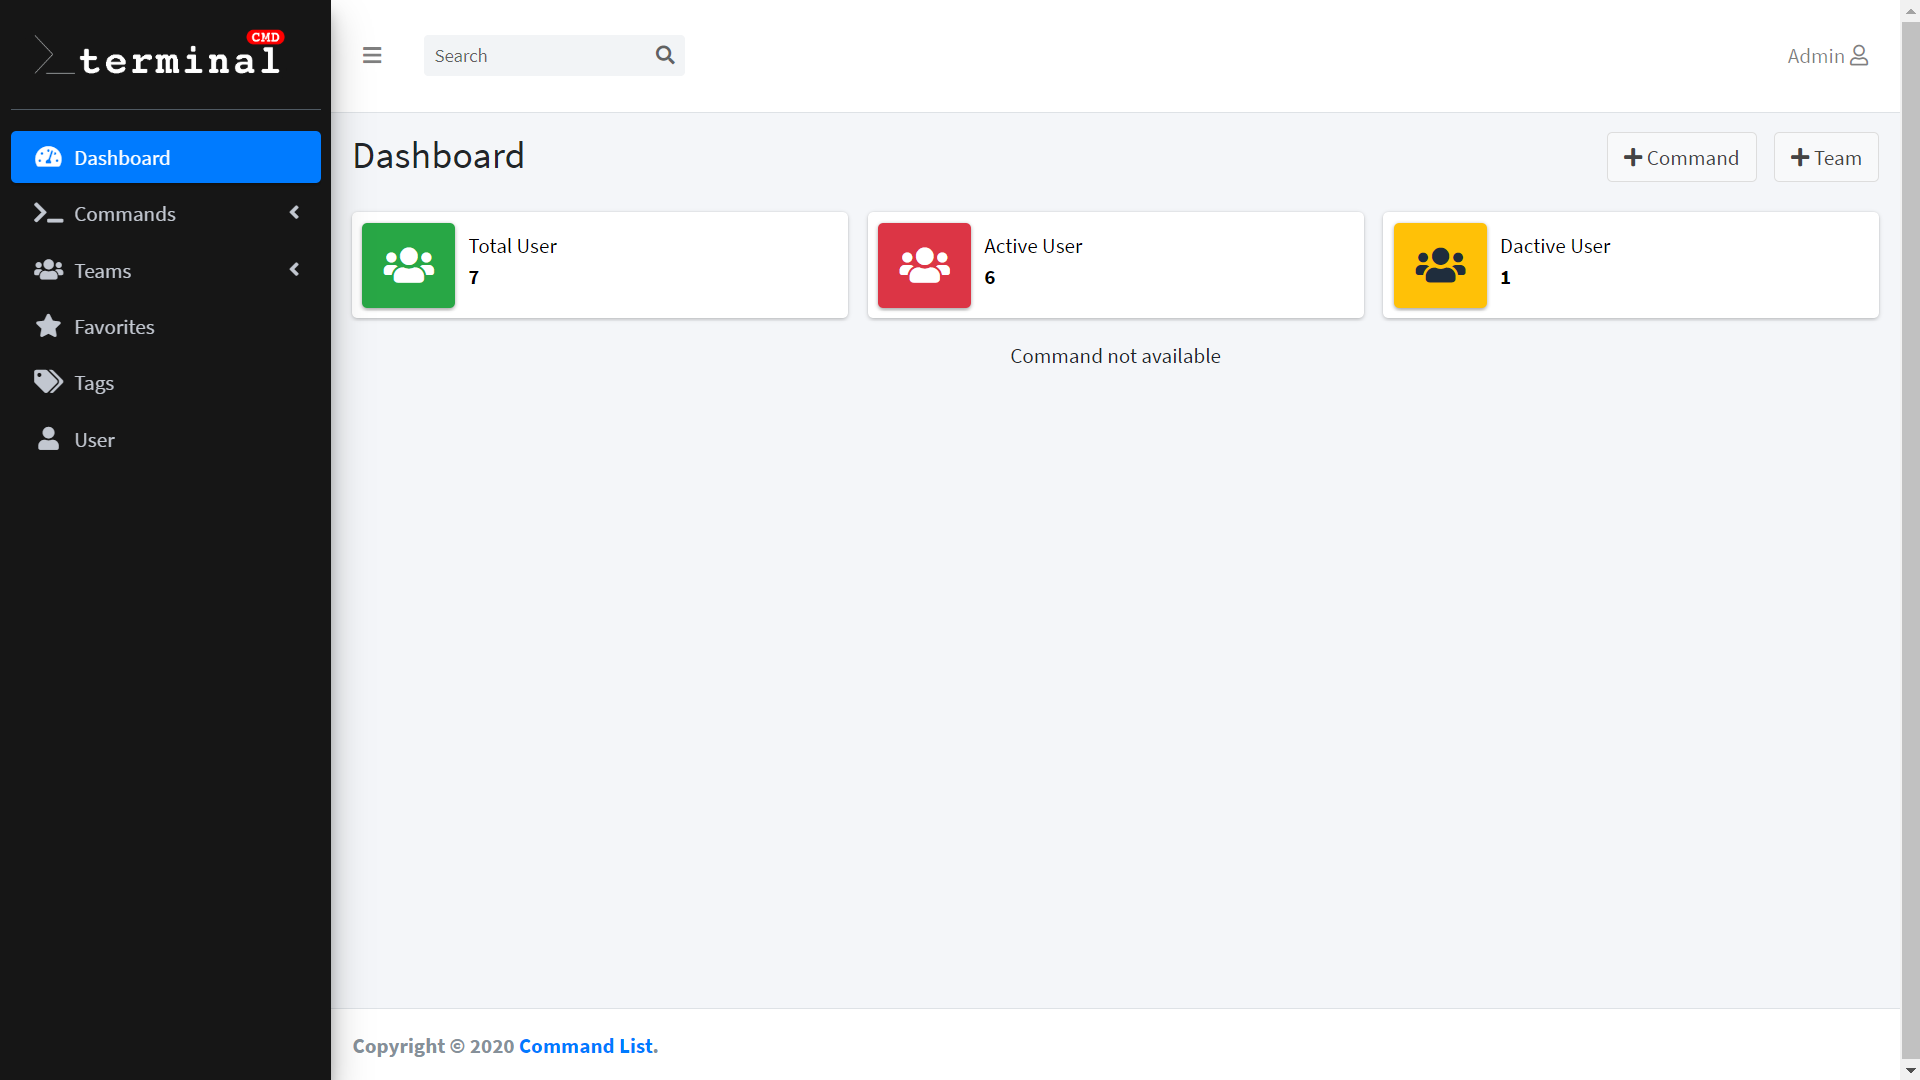 terminal CMD
Search
Admin
Dashboard
Commands
Teams
Favorites
Tags
User
Dashboard
Command
Team
Total User
7
Active User
6
Dactive User
1
Command not available
Copyright © 2020 Command List.